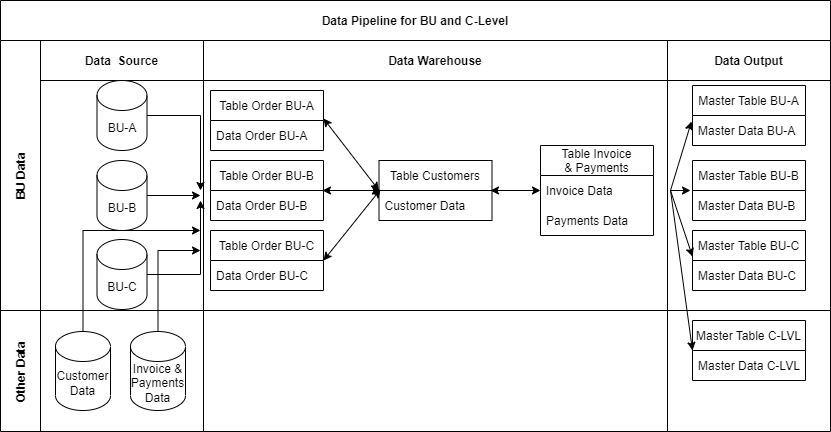 Data Pipeline for BU and C-Level
Data Source
Data Warehouse
Data Output
BU Data
BU-A
BU-B
BU-C
Table Order BU-A
Data Order BU-A
Table Order BU-B
Data Order BU-B
Table Order BU-C
Data Order BU-C
Table Customers
Customer Data
Table Invoice
& Payments
Invoice Data
Payments Data
Master Table BU-A
Master Data BU-A
Master Table BU-B
Master Data BU-B
Master Table BU-C
Master Data BU-C
Other Data
Customer
Data
Invoice &
Payments
Data
Master Table C-LVL
Master Data C-LVL